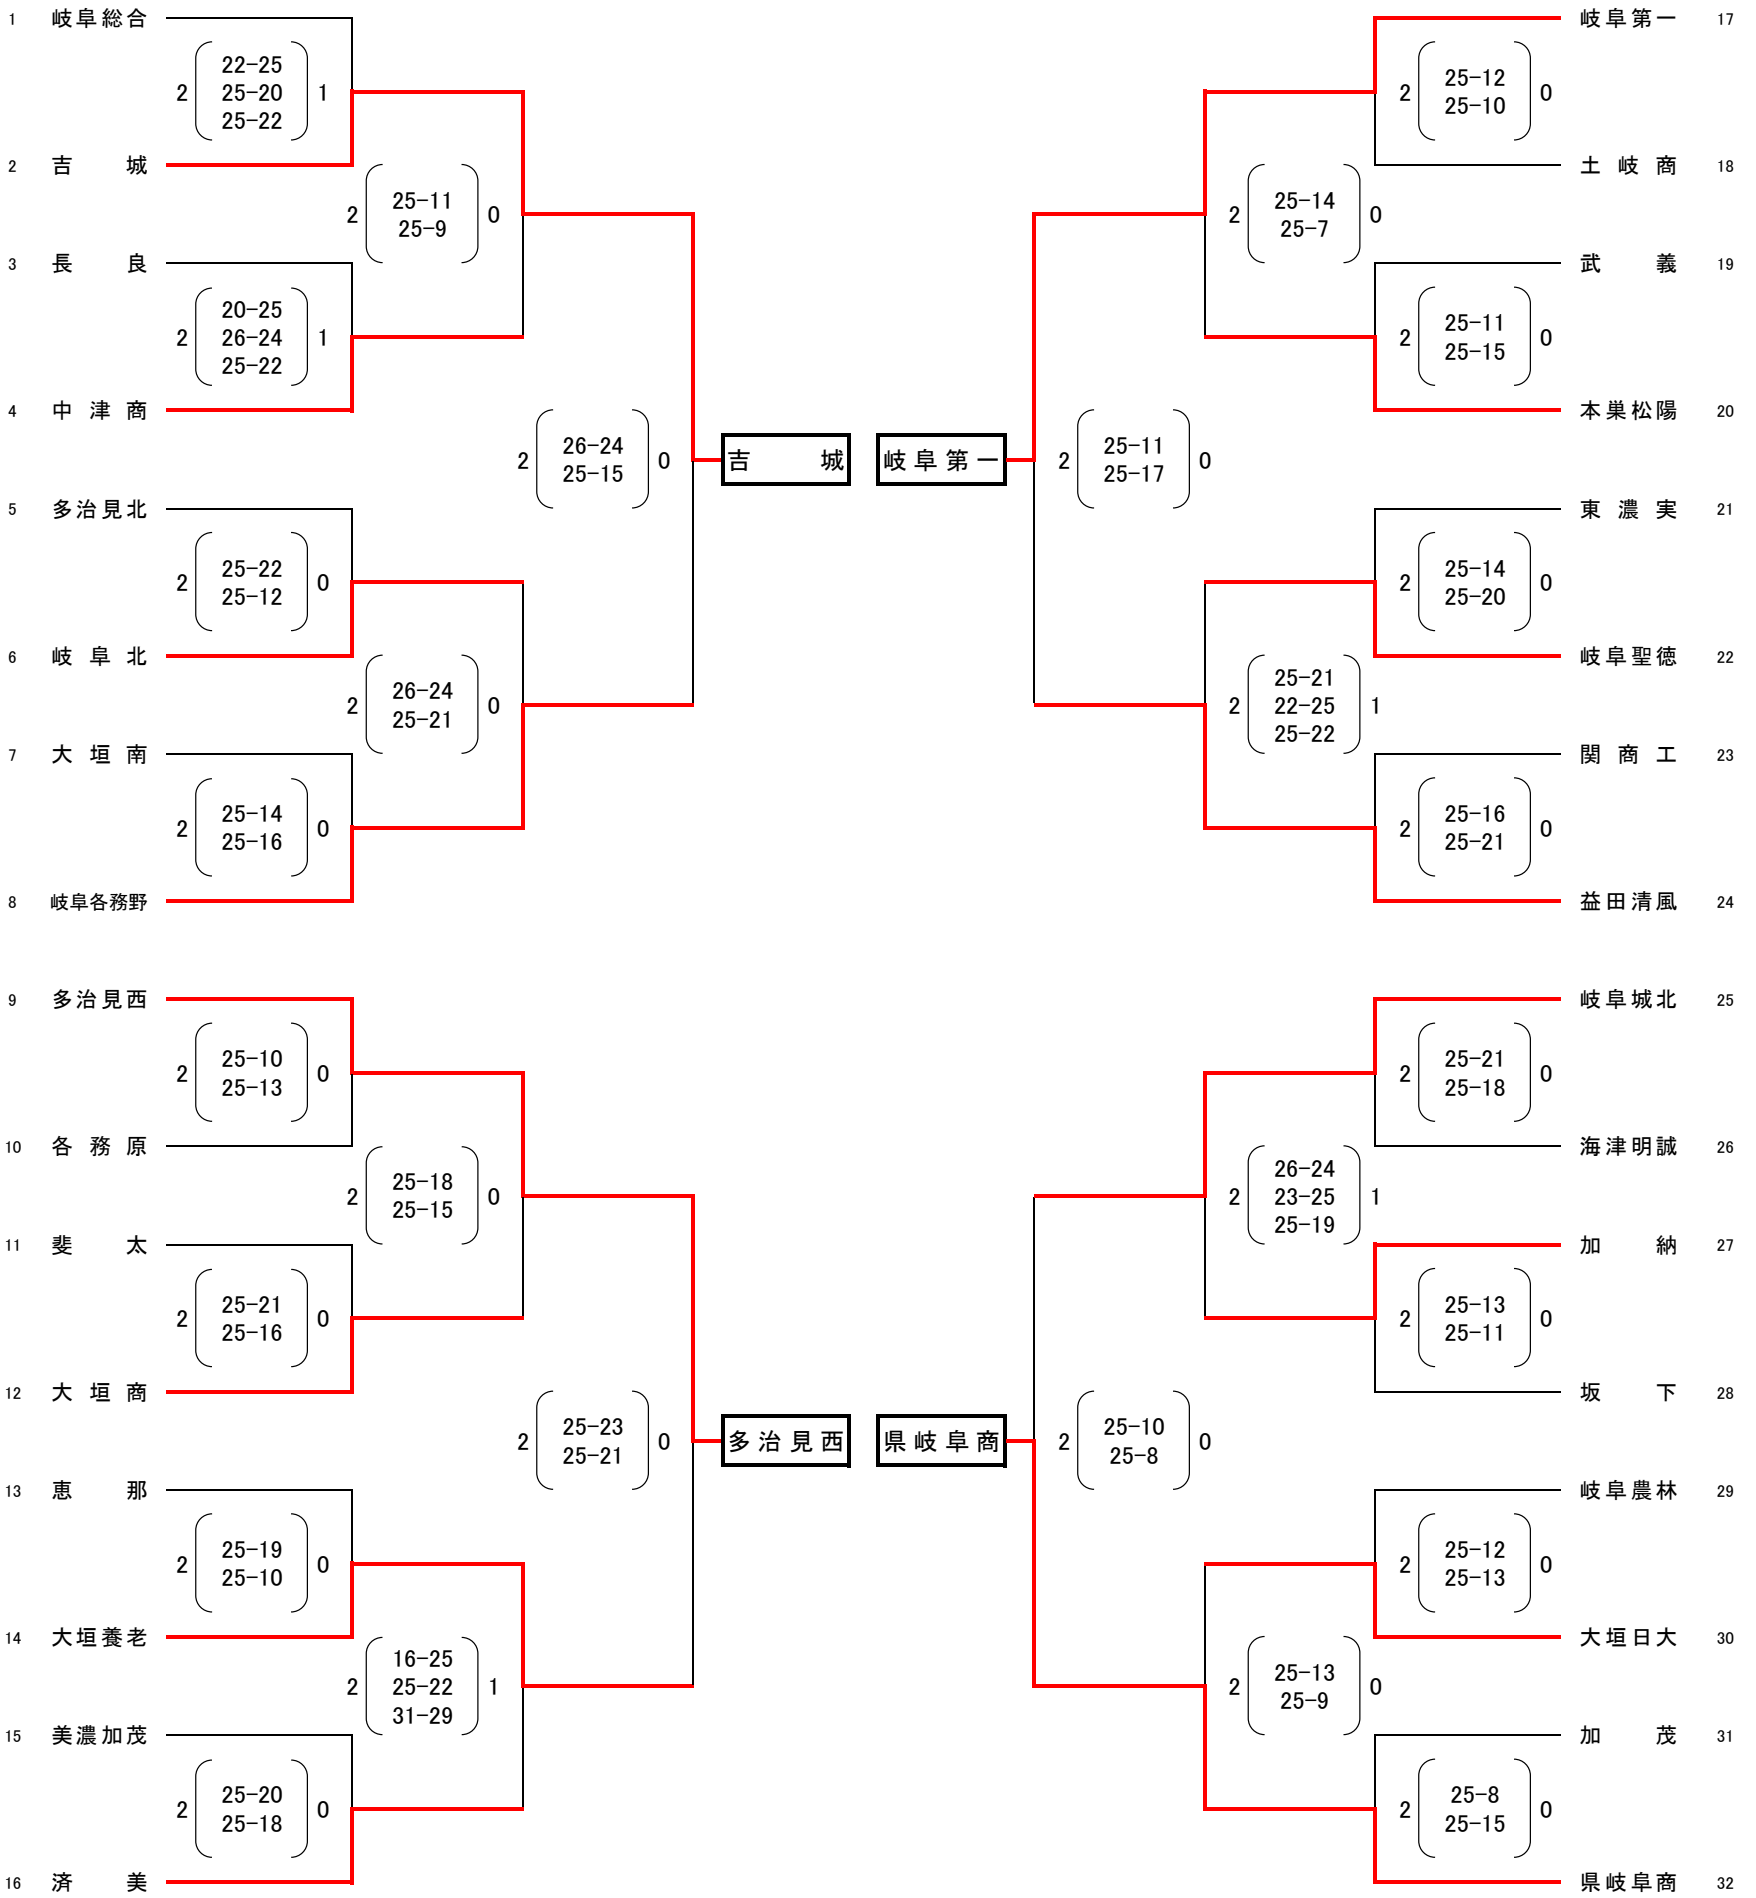 1 岐阜総合
22-25
2 25-20 1
25-22
2 吉 城
25-11
2 0
25-9
3 長 良
20-25
2 26-24 1
25-22
4 中津商
26-24
2 0
25-15
吉 城
5 多治見北
25-22
2 0
25-12
6 岐阜北
26-24
2 0
25-21
7 大垣南
25-14
2 0
25-16
8 岐阜各務野
9 多治見西
25-10
2 0
25-13
10 各務原
25-18
2 0
25-15
11 斐 太
25-21
2 0
25-16
12 大垣商
25-23
2 0
25-21
多治見西
13 恵 那
25-19
2 0
25-10
14 大垣養老
16-25
2 25-22 1
31-29
15 美濃加茂
25-20
2 0
25-18
16 済 美
岐阜第一 17
25-12
2 0
25-10
土岐商 18
25-14
2 0
25-7
武 義 19
25-11
2 0
25-15
本巣松陽 20
岐阜第一
25-11
2 0
25-17
東濃実 21
25-14
2 0
25-20
岐阜聖徳 22
25-21
2 22-25 1
25-22
関商工 23
25-16
2 0
25-21
益田清風 24
岐阜城北 25
25-21
2 0
25-18
海津明誠 26
26-24
2 23-25 1
25-19
加 納 27
25-13
2 0
25-11
坂 下 28
県岐阜商
25-10
2 0
25-8
岐阜農林 29
25-12
2 0
25-13
大垣日大 30
25-13
2 0
25-9
加 茂 31
25-8
2 0
25-15
県岐阜商 32